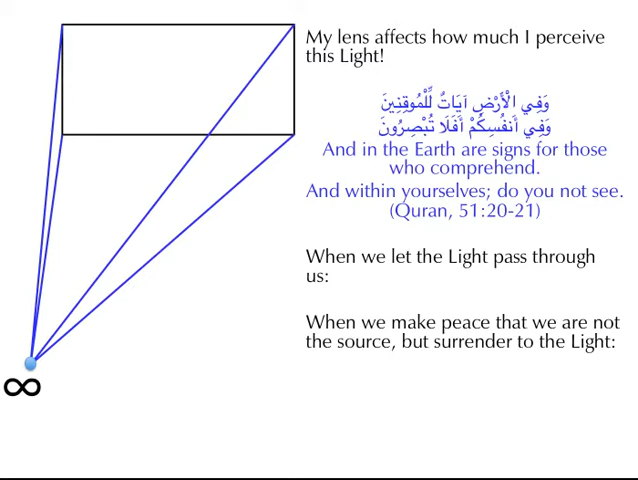 My lens affects how much I perceive
this Light!
وَفِي الْأَرْضِ آيَاتٌ لِّلْمُوقِنِينَ
وَفِي أَنفُسِكُمْ أَفَلَا تُبْصِرُونَ
And in the Earth are signs for those
who comprehend.
And within yourselves; do you not see.
(Quran, 51:20-21)
When we let the Light pass through
us:
When we make peace that we are not
the source, but surrender to the Light:
∞